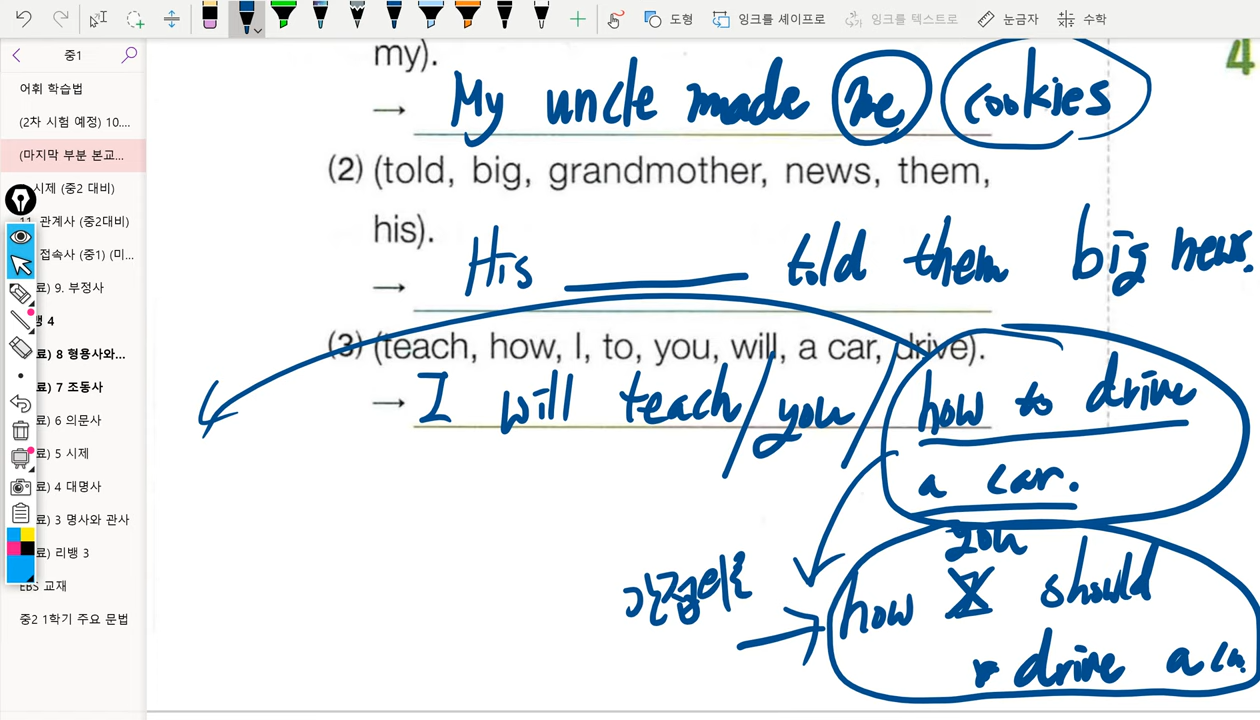 도형
잉크를 셰이프로
잉크를 텍스트로
눈금자
수학
중1
어휘 학습법
(2차 시험 예정) 10....
(마지막 부분 본교...
시제 (중2 대비)
관계사 (중2대비)
접속사 (중1) (미...
료) 9. 부정사
뱅 4
료) 8 형용사와...
료) 7 조동사
료) 6 의문사
료) 5 시제
료) 4 대명사
료) 3 명사와 관사
료) 리뱅 3
EBS 교재
중2 1학기 주요 문법
4
my).
→ My uncle made me cookies
(2) (told, big, grandmother, news, them,
his).
→ His ______ told them big news.
(3) (teach, how, I, to, you, will, a car, drive).
→ I will teach / you / how to drive
a car.
you
how should
drive a ca